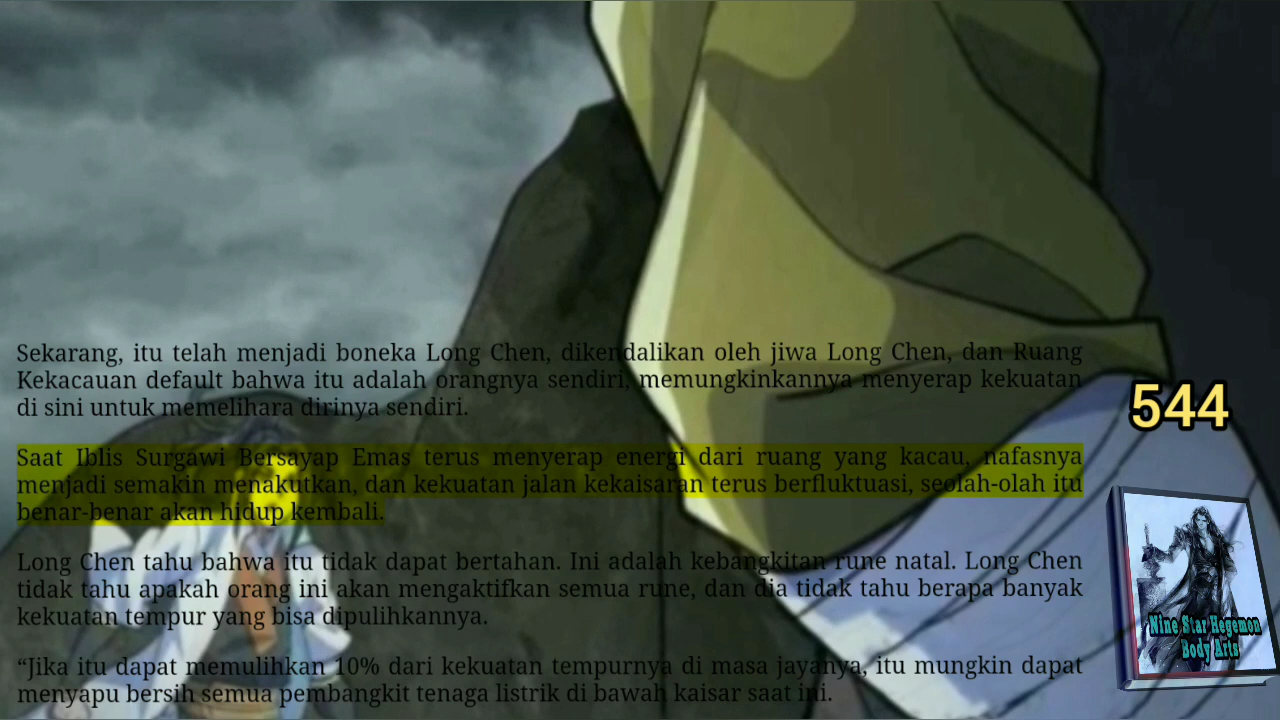 Sekarang, itu telah menjadi boneka Long Chen, dikendalikan oleh jiwa Long Chen, dan Ruang
Kekacauan default bahwa itu adalah orangnya sendiri, memungkinkannya menyerap kekuatan
di sini untuk memelihara dirinya sendiri.
Saat Iblis Surgawi Bersayap Emas terus menyerap energi dari ruang yang kacau, nafasnya
menjadi semakin menakutkan, dan kekuatan jalan kekaisaran terus berfluktuasi, seolah-olah itu
benar-benar akan hidup kembali.
Long Chen tahu bahwa itu tidak dapat bertahan. Ini adalah kebangkitan rune natal. Long Chen
tidak tahu apakah orang ini akan mengaktifkan semua rune, dan dia tidak tahu berapa banyak
kekuatan tempur yang bisa dipulihkannya.
“Jika itu dapat memulihkan 10% dari kekuatan tempurnya di masa jayanya, itu mungkin dapat
menyapu bersih semua pembangkit tenaga listrik di bawah kaisar saat ini.
544
Nine Star Hegemon
Body Arts